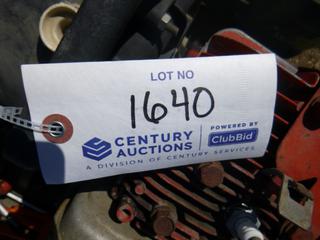 LOT NO
1640
CENTURY AUCTIONS
POWERED BY
ClubBid
A DIVISION OF CENTURY SERVICES